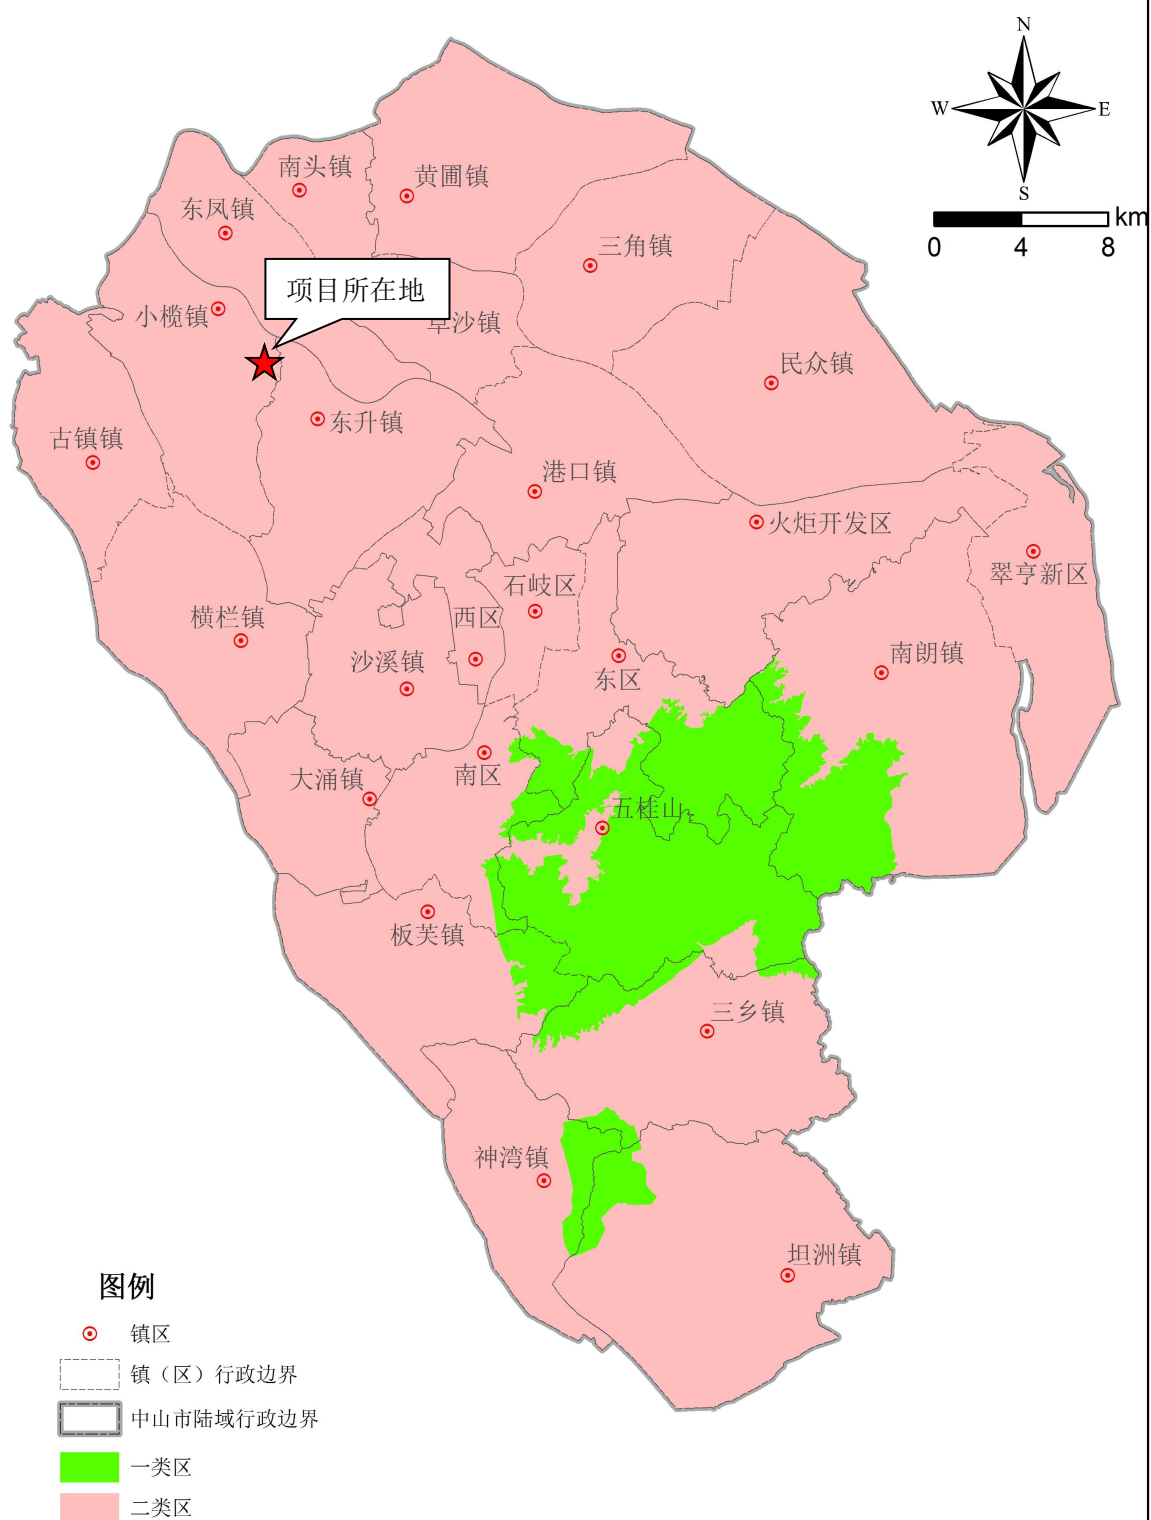 N
W
E
S
km
0
4
8
南头镇
黄圃镇
东凤镇
三角镇
项目所在地
小榄镇
阜沙镇
民众镇
东升镇
古镇镇
港口镇
火炬开发区
翠亨新区
石岐区
横栏镇
西区
沙溪镇
东区
南朗镇
南区
大涌镇
五桂山
板芙镇
三乡镇
神湾镇
坦洲镇
图例
镇区
镇（区）行政边界
中山市陆域行政边界
一类区
二类区